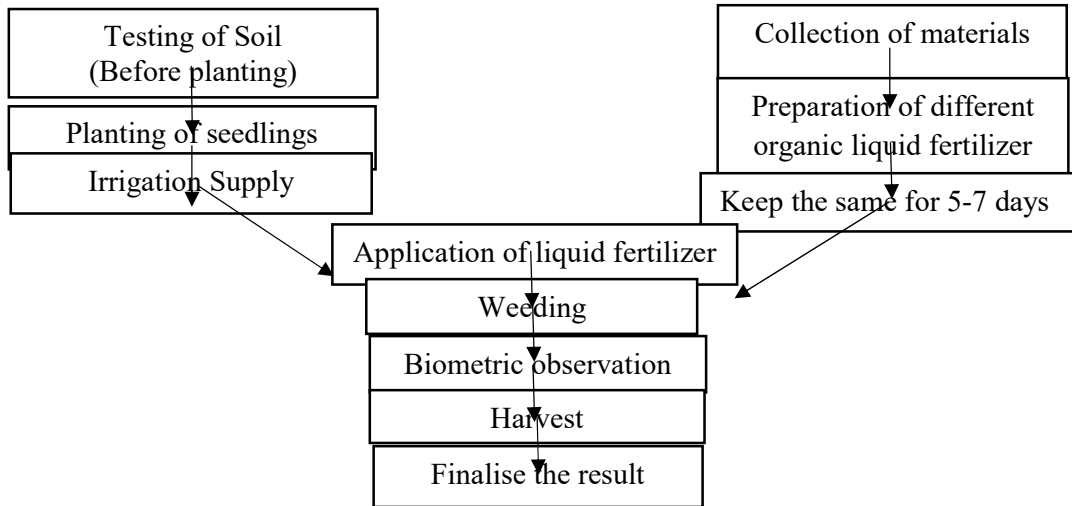 Testing of Soil
(Before planting)
Planting of seedlings
Irrigation Supply
Collection of materials
Preparation of different
organic liquid fertilizer
Keep the same for 5-7 days
Application of liquid fertilizer
Weeding
Biometric observation
Harvest
Finalise the result